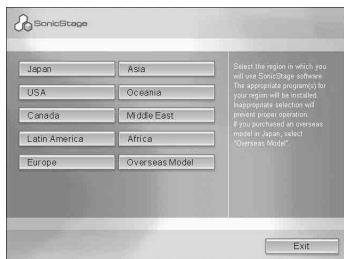 SonicStage
Japan
Asia
USA
Oceania
Canada
Middle East
Latin America
Africa
Europe
Overseas Model
Select the region in which you
will use SonicStage software
The appropriate program(s) for
your region will be installed.
Inappropriate selection will
prevent proper operation.
If you purchased an overseas
model in Japan, select
"Overseas Model".
Exit